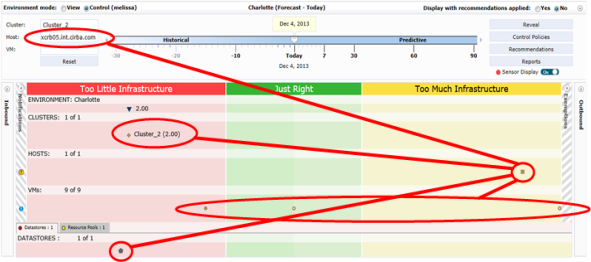 Environment mode: View Control (melissa)
Charlotte (Forecast - Today)
Display with recommendations applied: Yes No
Cluster: Cluster_2
Dec 4, 2013
Reveal
Host: xcrb05.int.cirba.com
Historical Predictive
Control Policies
VM:
-30 -10 Today 7 30 60 90
Recommendations
Reset
Dec 4, 2013
Reports
Sensor Display On
Too Little Infrastructure Just Right Too Much Infrastructure
ENVIRONMENT: Charlotte
2.00
Inbound
Outbound
CLUSTERS: 1 of 1
Cluster_2 (2.00)
HOSTS: 1 of 1
VMs: 9 of 9
Datastores : 1 Resource Pools : 1
DATASTORES : 1 of 1